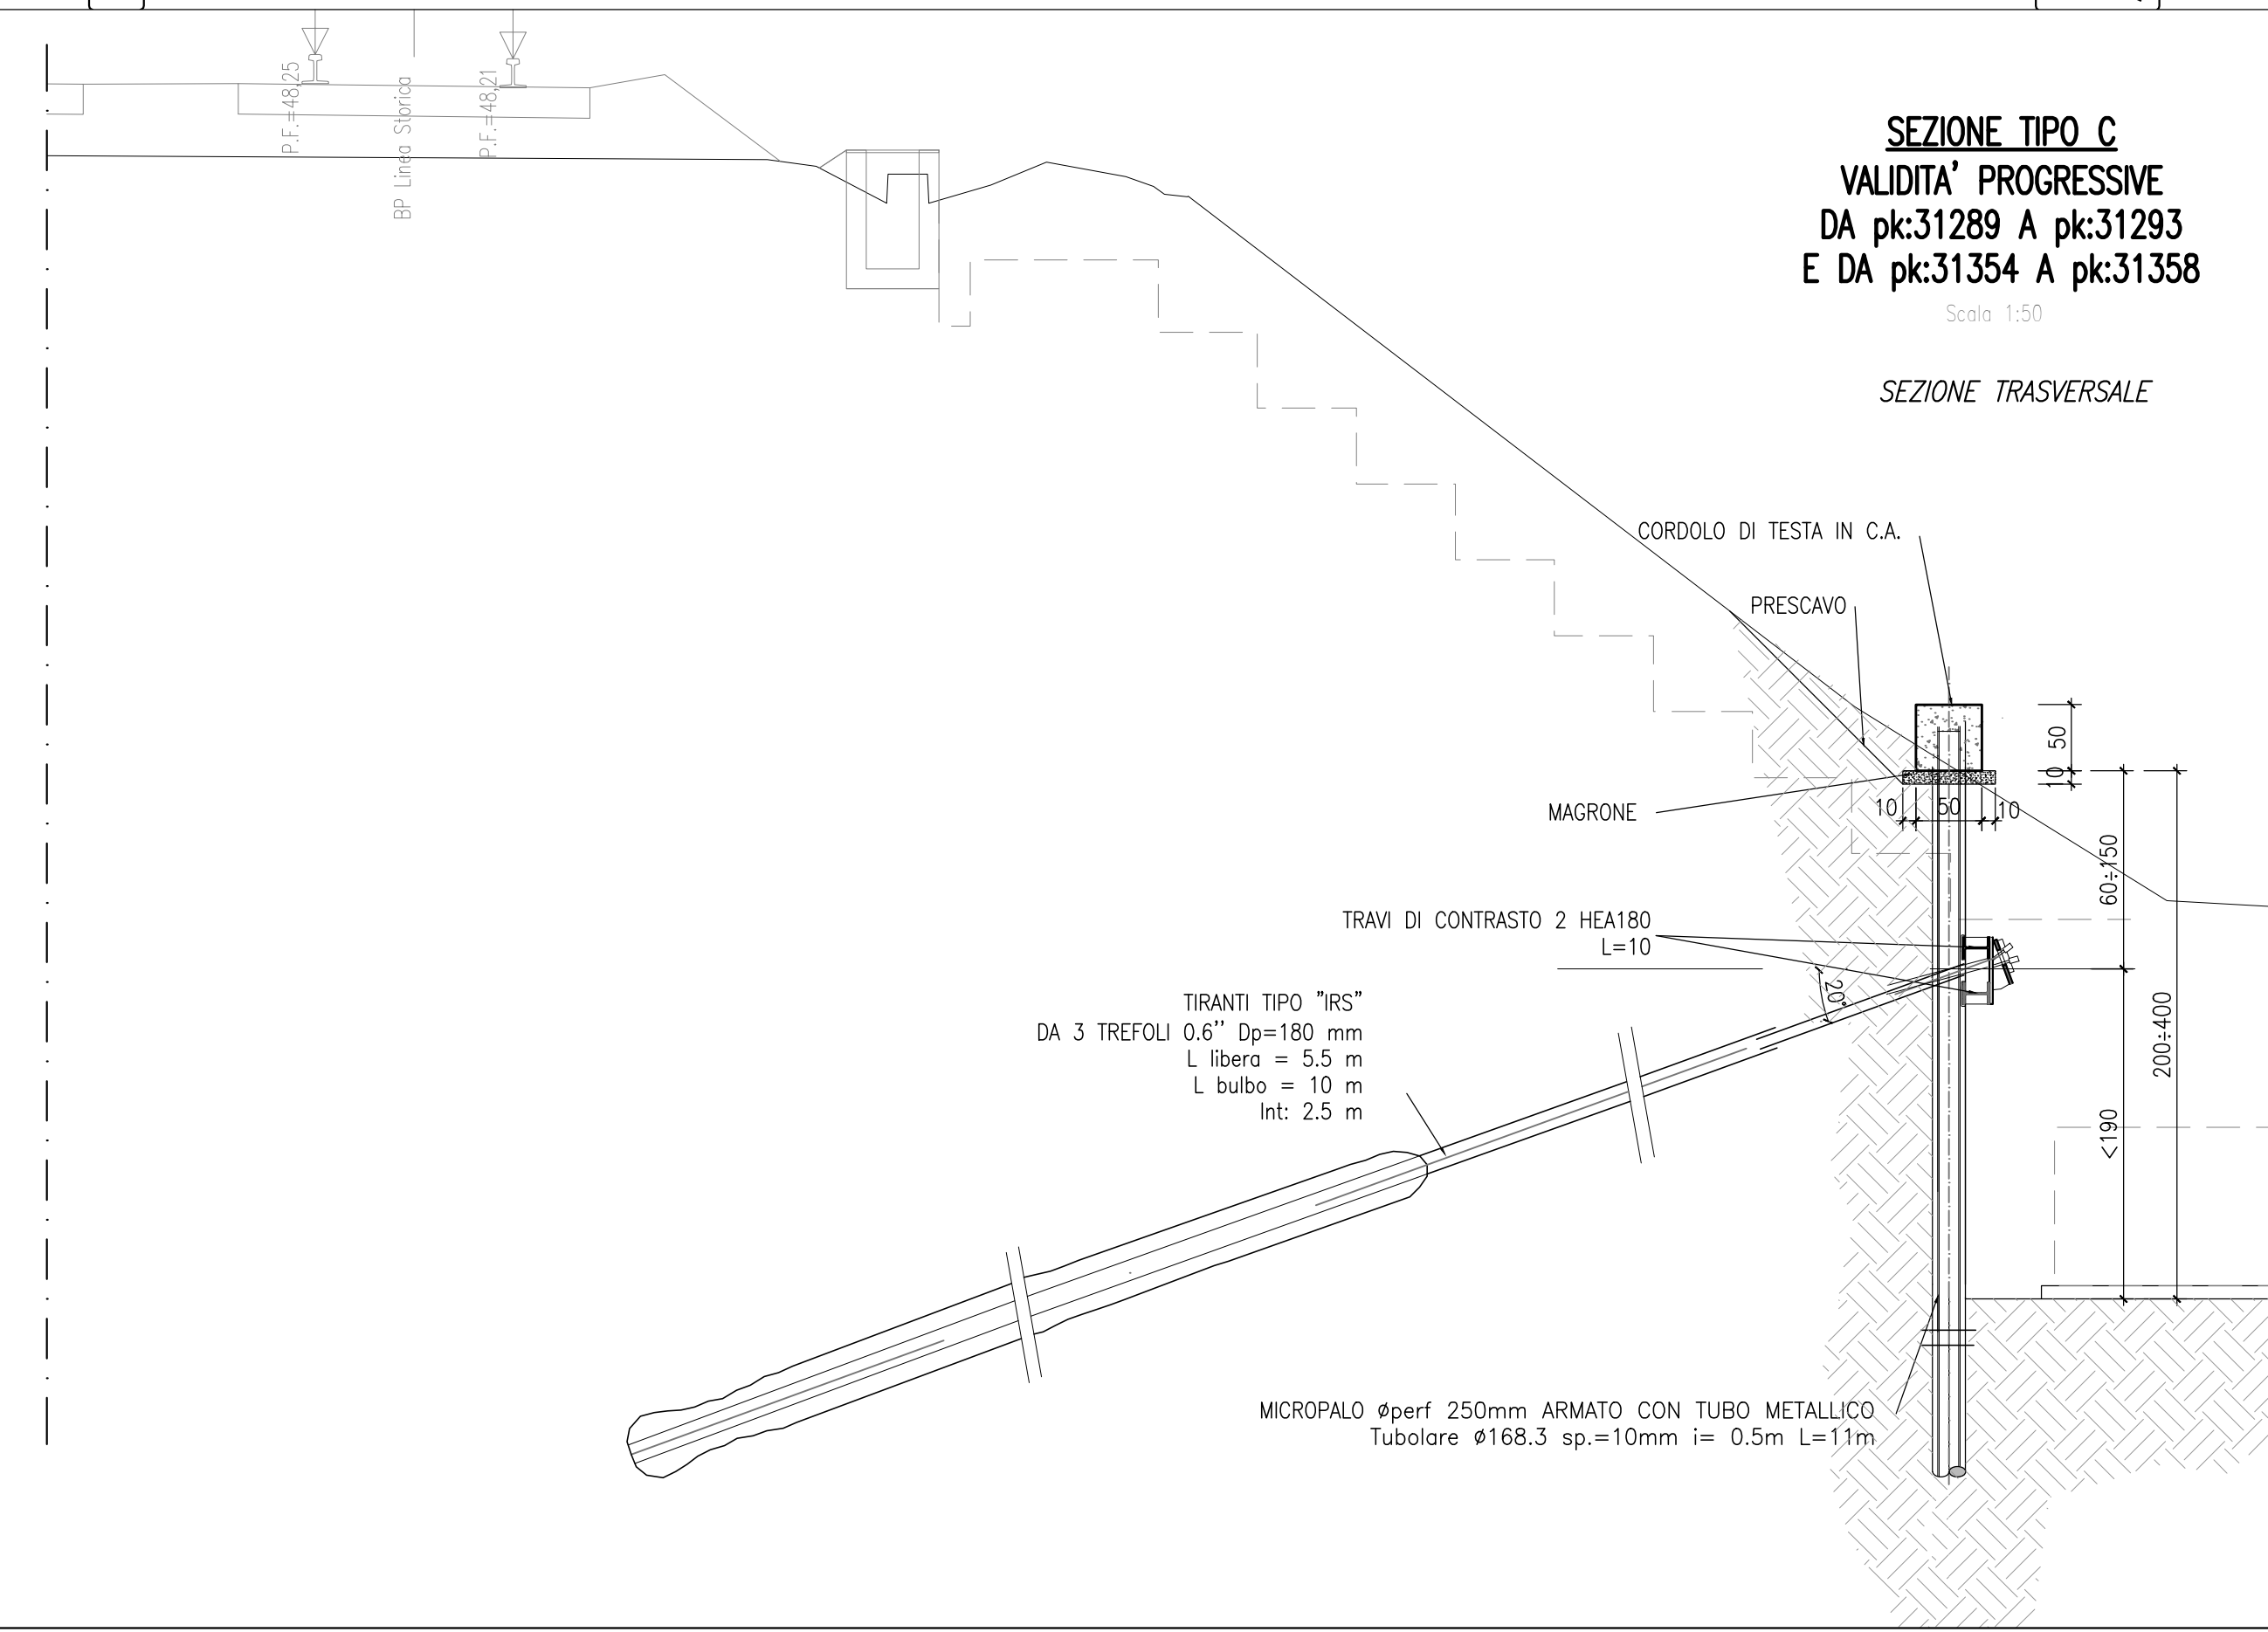 P.F.=48,25
BP Linea Storica
P.F.=48,21
SEZIONE TIPO C
VALIDITA' PROGRESSIVE
DA pk:31289 A pk:31293
E DA pk:31354 A pk:31358
Scala 1:50
SEZIONE TRASVERSALE
CORDOLO DI TESTA IN C.A.
PRESCAVO
50
10
MAGRONE
10
50
10
60÷150
TRAVI DI CONTRASTO 2 HEA180
L=10
20°
TIRANTI TIPO "IRS"
DA 3 TREFOLI 0.6'' Dp=180 mm
L libera = 5.5 m
L bulbo = 10 m
Int: 2.5 m
200÷400
<190
MICROPALO øperf 250mm ARMATO CON TUBO METALLICO
Tubolare ø168.3 sp.=10mm i= 0.5m L=11m